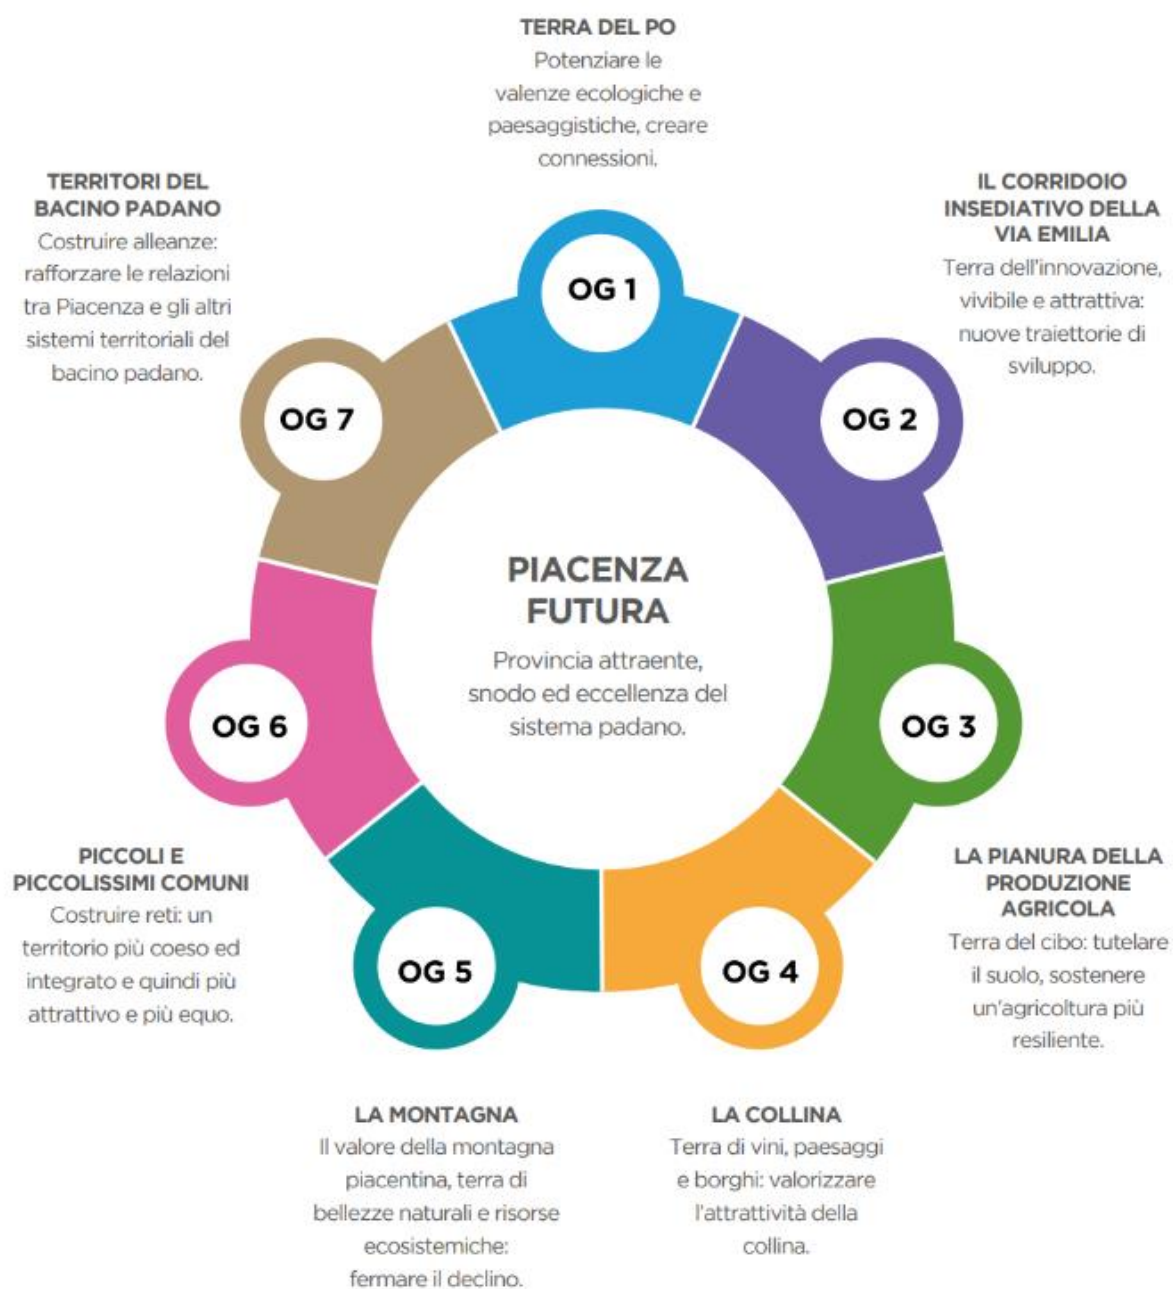 TERRA DEL PO
Potenziare le
valenze ecologiche e
paesaggistiche, creare
connessioni.
TERRITORI DEL
BACINO PADANO
Costruire alleanze:
rafforzare le relazioni
tra Piacenza e gli altri
sistemi territoriali del
bacino padano.
IL CORRIDOIO
INSEDIATIVO DELLA
VIA EMILIA
Terra dell'innovazione,
vivibile e attrattiva:
nuove traiettorie di
sviluppo.
OG 1
OG 7
OG 2
PIACENZA
FUTURA
Provincia attraente,
snodo ed eccellenza del
sistema padano.
OG 6
OG 3
PICCOLI E
PICCOLISSIMI COMUNI
Costruire reti: un
territorio più coeso ed
integrato e quindi più
attrattivo e più equo.
LA PIANURA DELLA
PRODUZIONE
AGRICOLA
Terra del cibo: tutelare
il suolo, sostenere
un'agricoltura più
resiliente.
OG 5
OG 4
LA MONTAGNA
Il valore della montagna
piacentina, terra di
bellezze naturali e risorse
ecosistemiche:
fermare il declino.
LA COLLINA
Terra di vini, paesaggi
e borghi: valorizzare
l'attrattività della
collina.